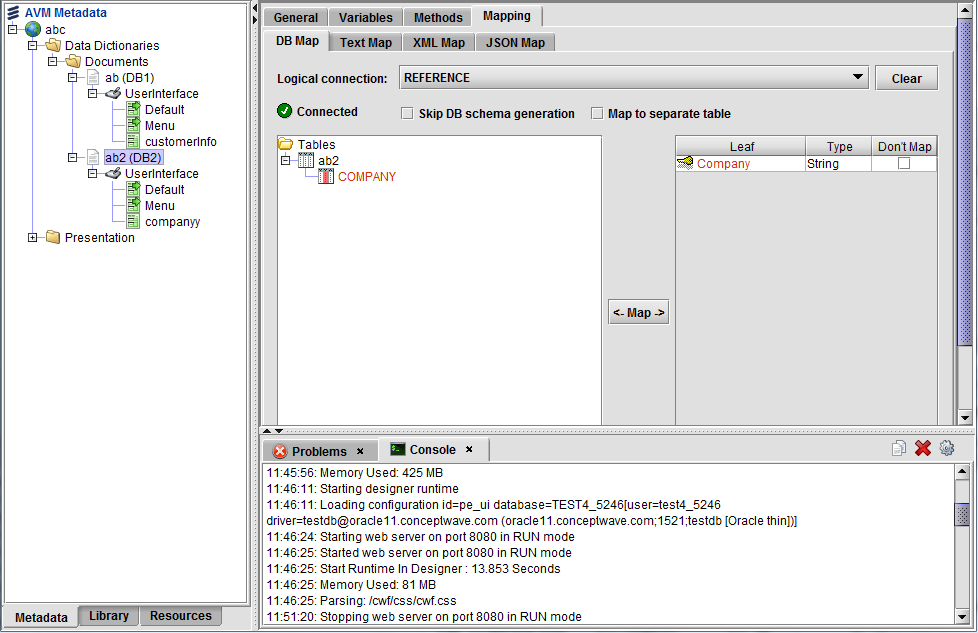 AVM Metadata
abc
Data Dictionaries
Documents
ab (DB1)
UserInterface
Default
Menu
customerInfo
ab2 (DB2)
UserInterface
Default
Menu
companyy
Presentation
Metadata Library Resources
General Variables Methods Mapping
DB Map Text Map XML Map JSON Map
Logical connection: REFERENCE Clear
Connected Skip DB schema generation Map to separate table
Tables
ab2
COMPANY
<- Map ->
Leaf Type Don't Map
Company String
Problems × Console ×
11:45:56: Memory Used: 425 MB
11:46:11: Starting designer runtime
11:46:11: Loading configuration id=pe_ui database=TEST4_5246[user=test4_5246
driver=testdb@oracle11.conceptwave.com (oracle11.conceptwave.com;1521;testdb [Oracle thin])]
11:46:24: Starting web server on port 8080 in RUN mode
11:46:25: Started web server on port 8080 in RUN mode
11:46:25: Start Runtime In Designer : 13.853 Seconds
11:46:25: Memory Used: 81 MB
11:46:25: Parsing: /cwf/css/cwf.css
11:51:20: Stopping web server on port 8080 in RUN mode